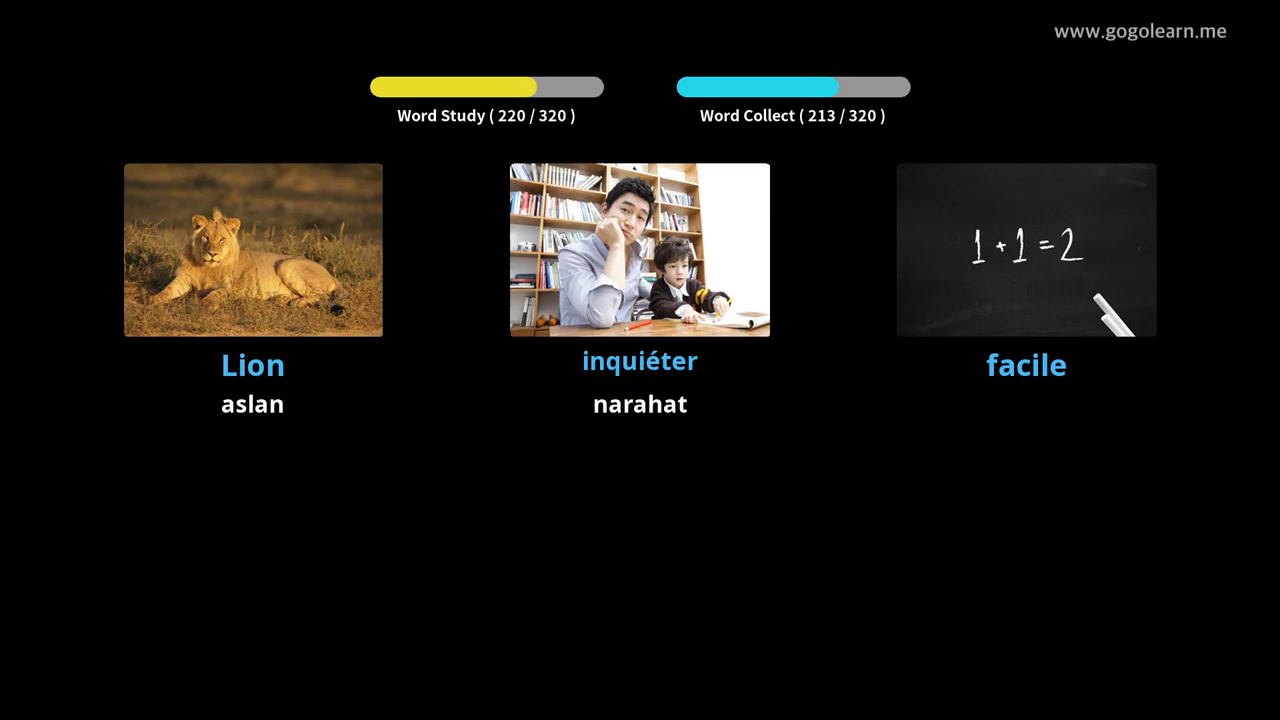 www.gogolearn.me
Word Study ( 220 / 320 )
Word Collect ( 213 / 320 )
1 + 1 = 2
Lion
inquiéter
facile
aslan
narahat